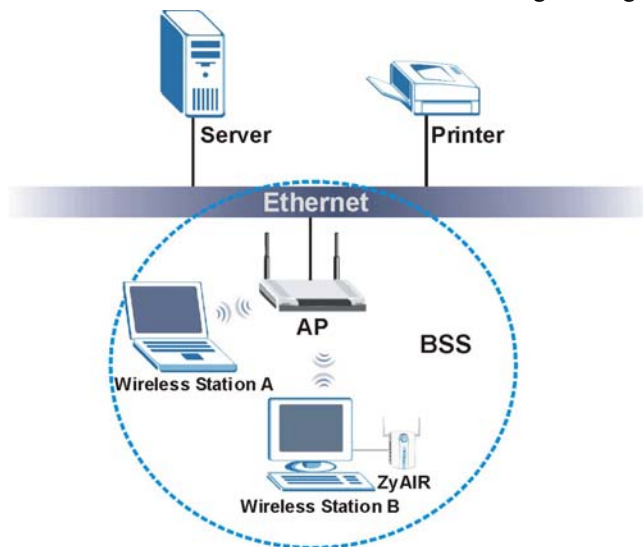 Server
Printer
Ethernet
AP
BSS
Wireless Station A
ZyAIR
Wireless Station B